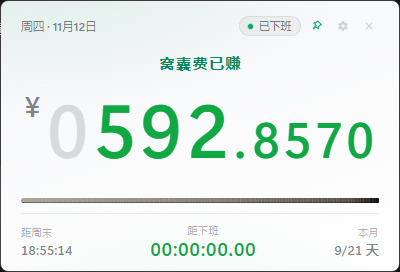 周四 · 11月12日
已下班
窝囊费已赚
¥0592.8570
距周末
18:55:14
距下班
00:00:00.00
本月
9/21 天